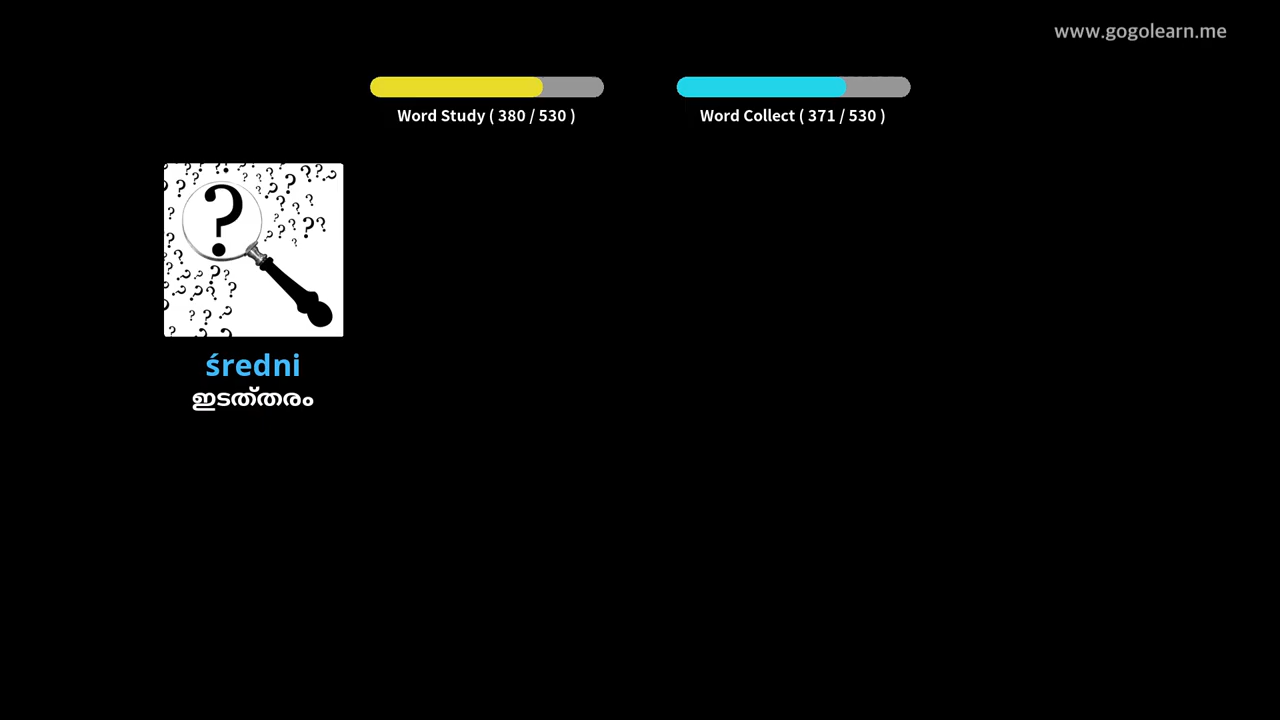 www.gogolearn.me
Word Study ( 380 / 530 )
Word Collect ( 371 / 530 )
średni
ഇടത്തരം